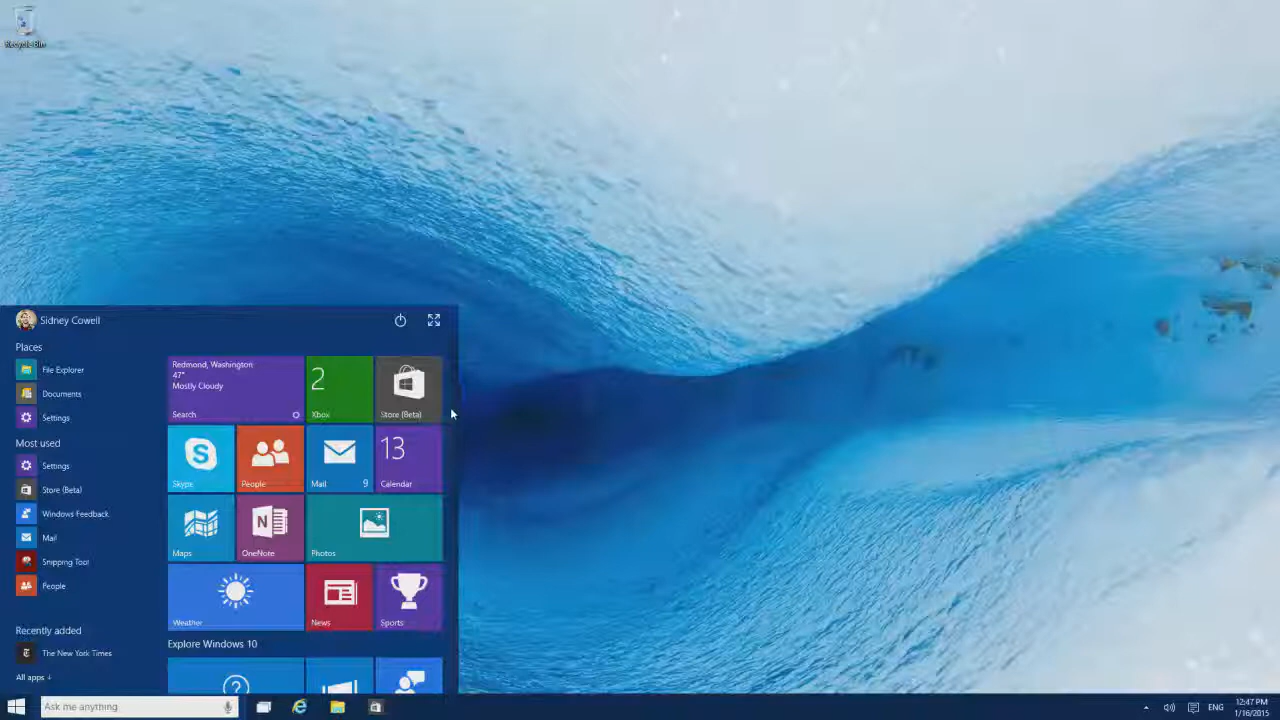 Recycle Bin
Sidney Cowell
Places
File Explorer
Documents
Settings
Most used
Settings
Store (Beta)
Windows Feedback
Mail
Snipping Tool
People
Recently added
The New York Times
All apps
Redmond, Washington
47°
Mostly Cloudy
Search
2
Xbox
Store (Beta)
Skype
People
Mail
9
13
Calendar
Maps
OneNote
Photos
Weather
News
Sports
Explore Windows 10
Ask me anything
ENG
12:47 PM
1/16/2015